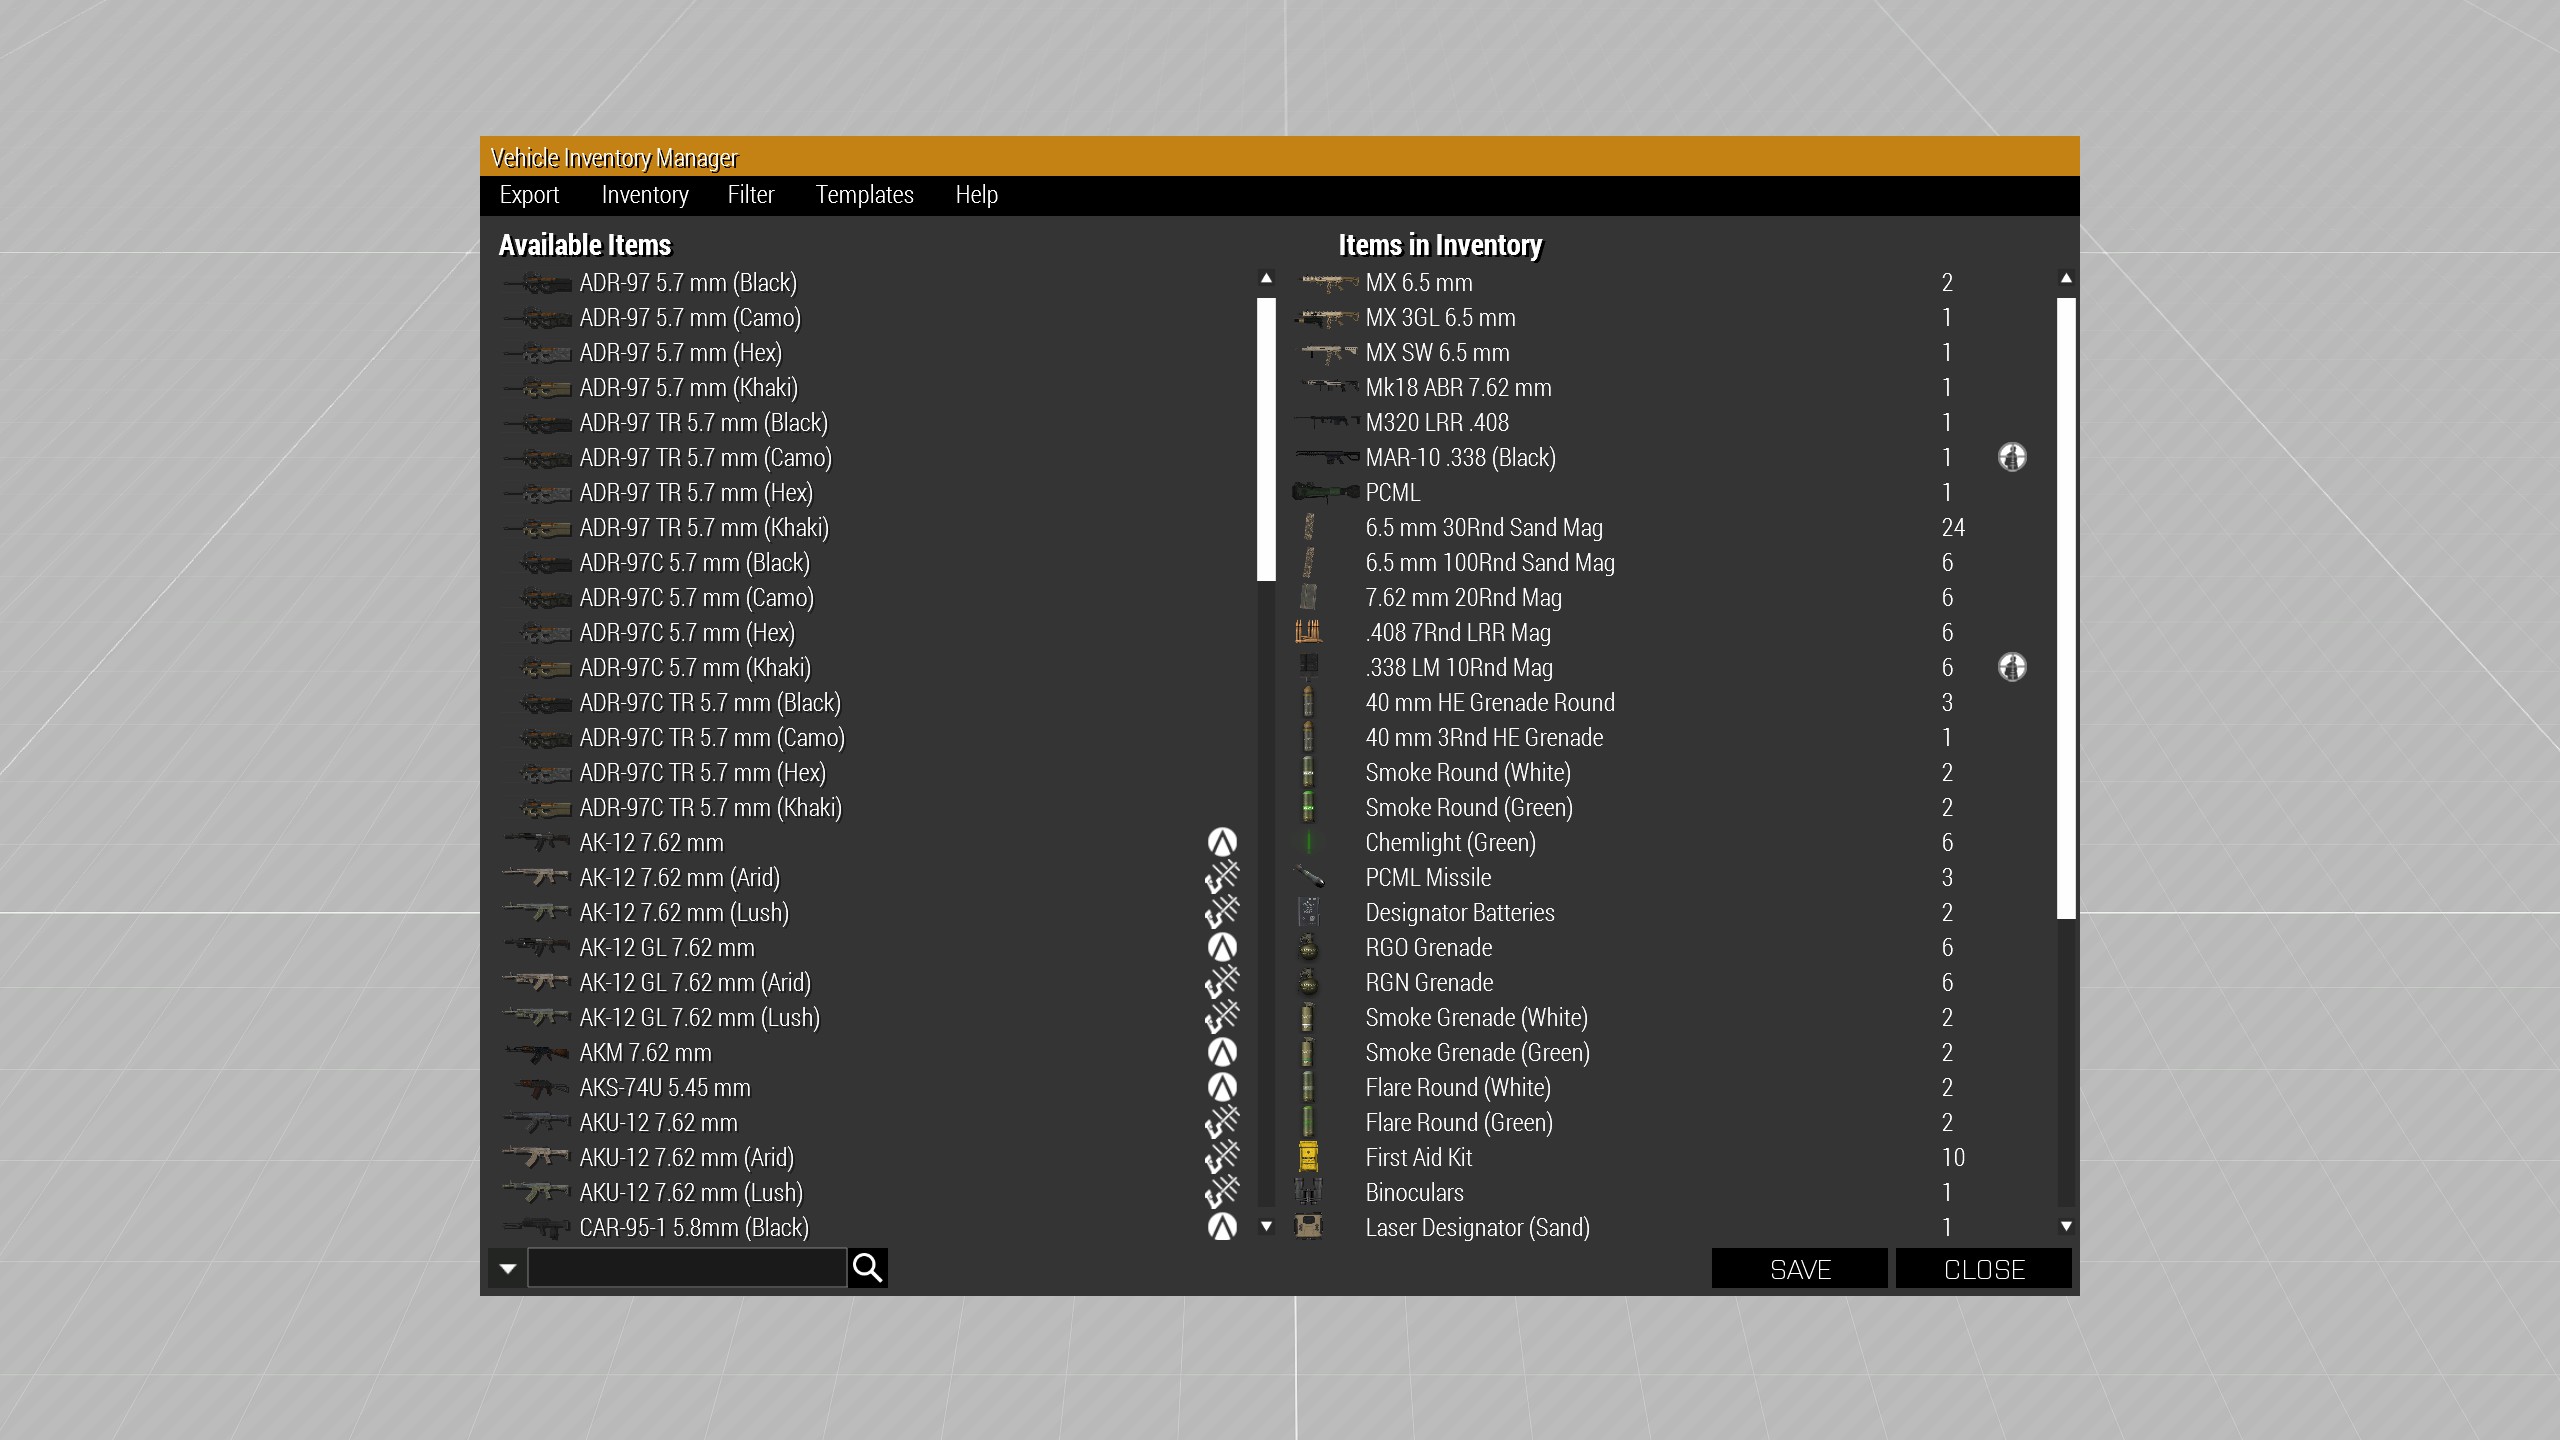 Vehicle Inventory Manager
Export Inventory Filter Templates Help
Available Items
ADR-97 5.7 mm (Black)
ADR-97 5.7 mm (Camo)
ADR-97 5.7 mm (Hex)
ADR-97 5.7 mm (Khaki)
ADR-97 TR 5.7 mm (Black)
ADR-97 TR 5.7 mm (Camo)
ADR-97 TR 5.7 mm (Hex)
ADR-97 TR 5.7 mm (Khaki)
ADR-97C 5.7 mm (Black)
ADR-97C 5.7 mm (Camo)
ADR-97C 5.7 mm (Hex)
ADR-97C 5.7 mm (Khaki)
ADR-97C TR 5.7 mm (Black)
ADR-97C TR 5.7 mm (Camo)
ADR-97C TR 5.7 mm (Hex)
ADR-97C TR 5.7 mm (Khaki)
AK-12 7.62 mm
AK-12 7.62 mm (Arid)
AK-12 7.62 mm (Lush)
AK-12 GL 7.62 mm
AK-12 GL 7.62 mm (Arid)
AK-12 GL 7.62 mm (Lush)
AKM 7.62 mm
AKS-74U 5.45 mm
AKU-12 7.62 mm
AKU-12 7.62 mm (Arid)
AKU-12 7.62 mm (Lush)
CAR-95-1 5.8mm (Black)
Items in Inventory
MX 6.5 mm 2
MX 3GL 6.5 mm 1
MX SW 6.5 mm 1
Mk18 ABR 7.62 mm 1
M320 LRR .408 1
MAR-10 .338 (Black) 1
PCML 1
6.5 mm 30Rnd Sand Mag 24
6.5 mm 100Rnd Sand Mag 6
7.62 mm 20Rnd Mag 6
.408 7Rnd LRR Mag 6
.338 LM 10Rnd Mag 6
40 mm HE Grenade Round 3
40 mm 3Rnd HE Grenade 1
Smoke Round (White) 2
Smoke Round (Green) 2
Chemlight (Green) 6
PCML Missile 3
Designator Batteries 2
RGO Grenade 6
RGN Grenade 6
Smoke Grenade (White) 2
Smoke Grenade (Green) 2
Flare Round (White) 2
Flare Round (Green) 2
First Aid Kit 10
Binoculars 1
Laser Designator (Sand) 1
SAVE CLOSE